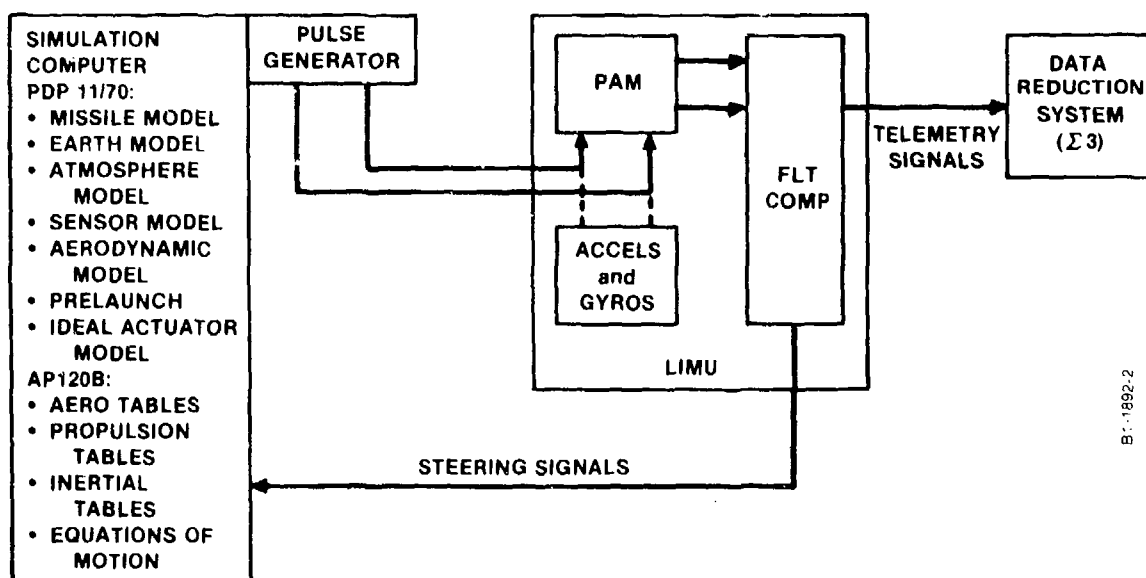 SIMULATION
COMPUTER
PDP 11/70:
• MISSILE MODEL
• EARTH MODEL
• ATMOSPHERE
MODEL
• SENSOR MODEL
• AERODYNAMIC
MODEL
• PRELAUNCH
• IDEAL ACTUATOR
MODEL
AP120B:
• AERO TABLES
• PROPULSION
TABLES
• INERTIAL
TABLES
• EQUATIONS OF
MOTION
PULSE
GENERATOR
PAM
ACCELS
and
GYROS
FLT
COMP
LIMU
TELEMETRY
SIGNALS
DATA
REDUCTION
SYSTEM
(Σ3)
STEERING SIGNALS